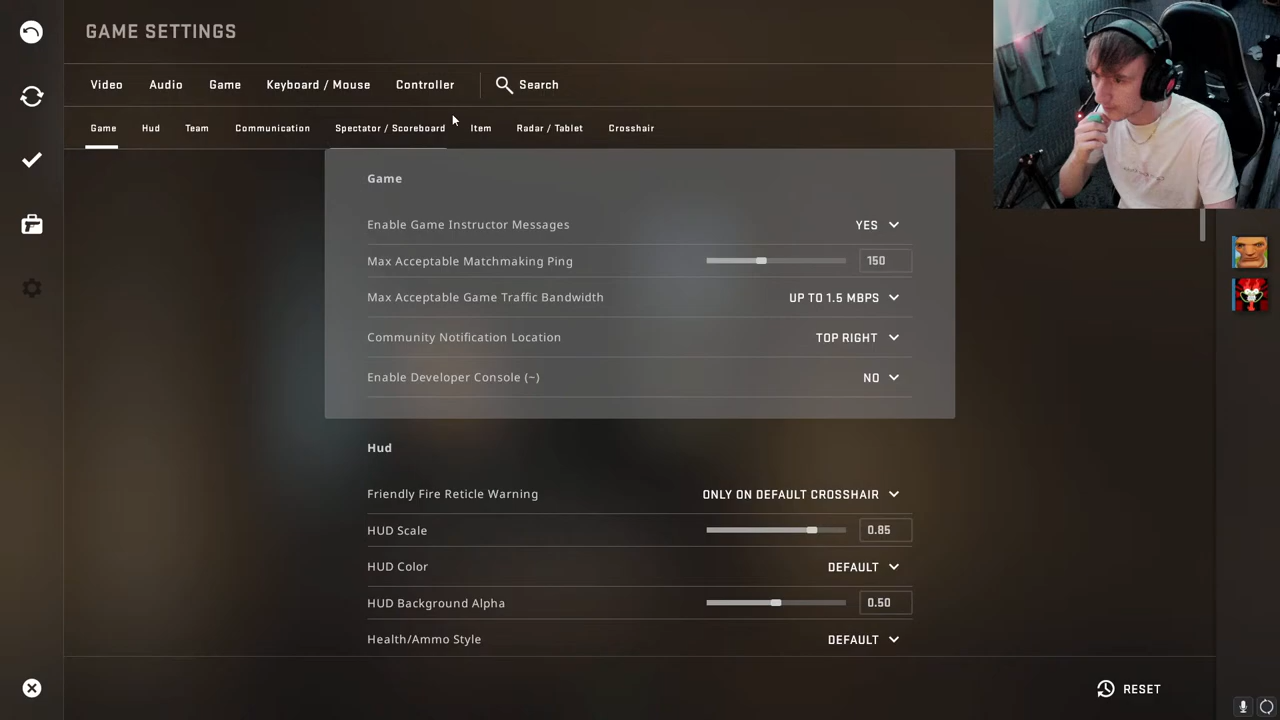 GAME SETTINGS
Video Audio Game Keyboard / Mouse Controller Search
Game Hud Team Communication Spectator / Scoreboard Item Radar / Tablet Crosshair
Game
Enable Game Instructor Messages YES
Max Acceptable Matchmaking Ping 150
Max Acceptable Game Traffic Bandwidth UP TO 1.5 MBPS
Community Notification Location TOP RIGHT
Enable Developer Console (~) NO
Hud
Friendly Fire Reticle Warning ONLY ON DEFAULT CROSSHAIR
HUD Scale 0.85
HUD Color DEFAULT
HUD Background Alpha 0.50
Health/Ammo Style DEFAULT
RESET